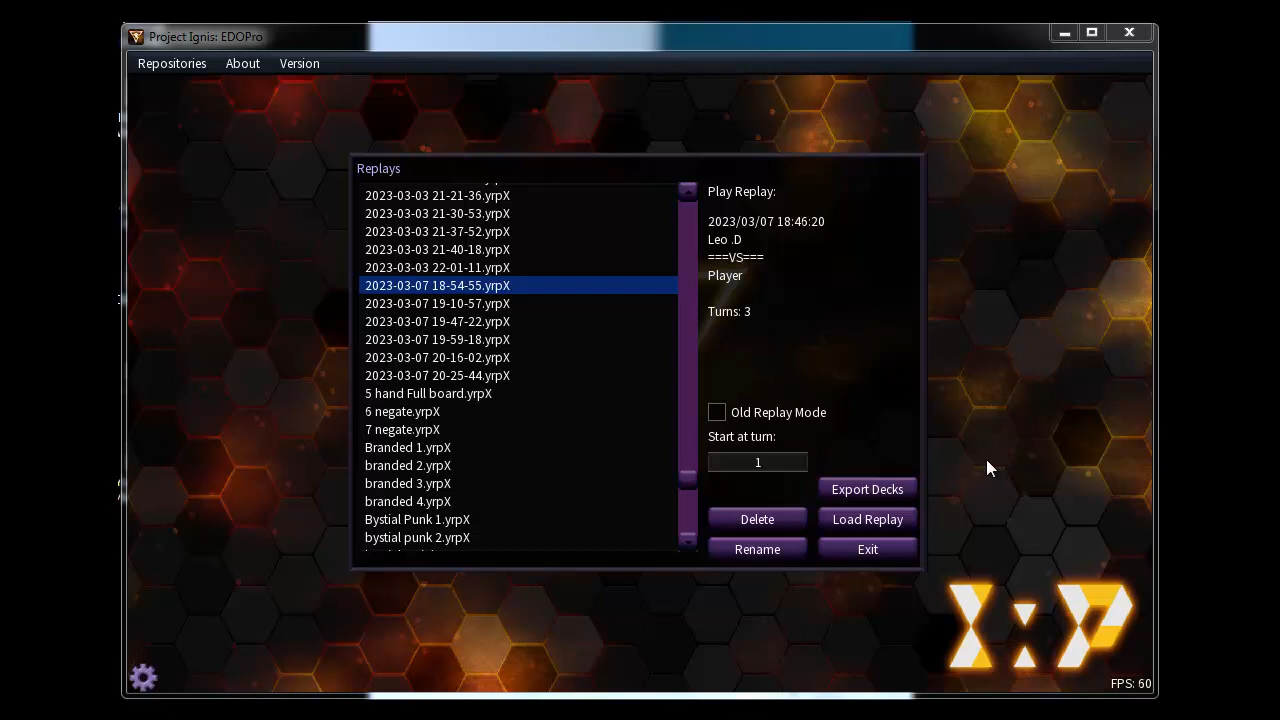 Project Ignis: EDOPro
Repositories About Version
Replays
2023-03-03 21-21-36.yrpX
2023-03-03 21-30-53.yrpX
2023-03-03 21-37-52.yrpX
2023-03-03 21-40-18.yrpX
2023-03-03 22-01-11.yrpX
2023-03-07 18-54-55.yrpX
2023-03-07 19-10-57.yrpX
2023-03-07 19-47-22.yrpX
2023-03-07 19-59-18.yrpX
2023-03-07 20-16-02.yrpX
2023-03-07 20-25-44.yrpX
5 hand Full board.yrpX
6 negate.yrpX
7 negate.yrpX
Branded 1.yrpX
branded 2.yrpX
branded 3.yrpX
branded 4.yrpX
Bystial Punk 1.yrpX
bystial punk 2.yrpX
Play Replay:
2023/03/07 18:46:20
Leo .D
===VS===
Player
Turns: 3
Old Replay Mode
Start at turn:
1
Export Decks
Delete Load Replay
Rename Exit
FPS: 60